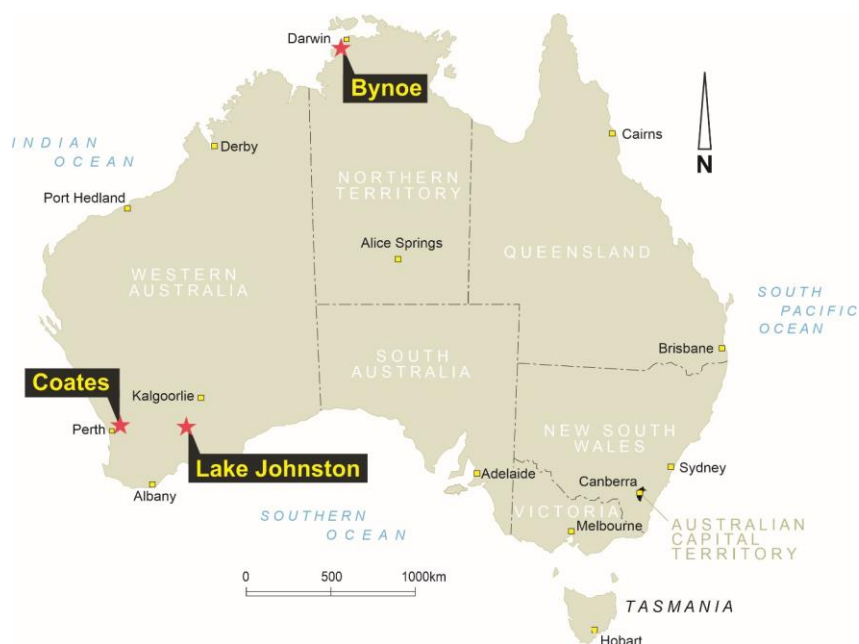 Darwin
Bynoe
INDIAN
OCEAN
Derby
Cairns
N
Port Hedland
NORTHERN
TERRITORY
Alice Springs
QUEENSLAND
WESTERN
AUSTRALIA
SOUTH
PACIFIC
OCEAN
SOUTH
AUSTRALIA
Brisbane
Coates
Kalgoorlie
Perth
Lake Johnston
NEW SOUTH
WALES
Adelaide
Sydney
Canberra
Albany
SOUTHERN
OCEAN
VICTORIA
Melbourne
AUSTRALIAN
CAPITAL
TERRITORY
0 500 1000km
TASMANIA
Hobart